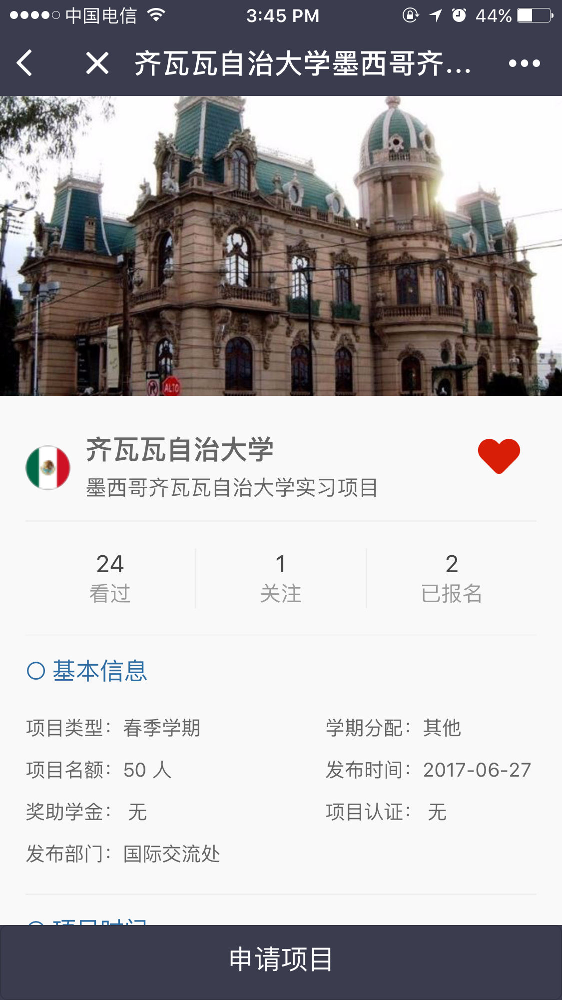 中国电信 3:45 PM 44%
齐瓦瓦自治大学墨西哥齐...
ALTO
齐瓦瓦自治大学
墨西哥齐瓦瓦自治大学实习项目
24 1 2
看过 关注 已报名
基本信息
项目类型：春季学期 学期分配：其他
项目名额：50 人 发布时间：2017-06-27
奖助学金： 无 项目认证： 无
发布部门：国际交流处
项目时间
申请项目